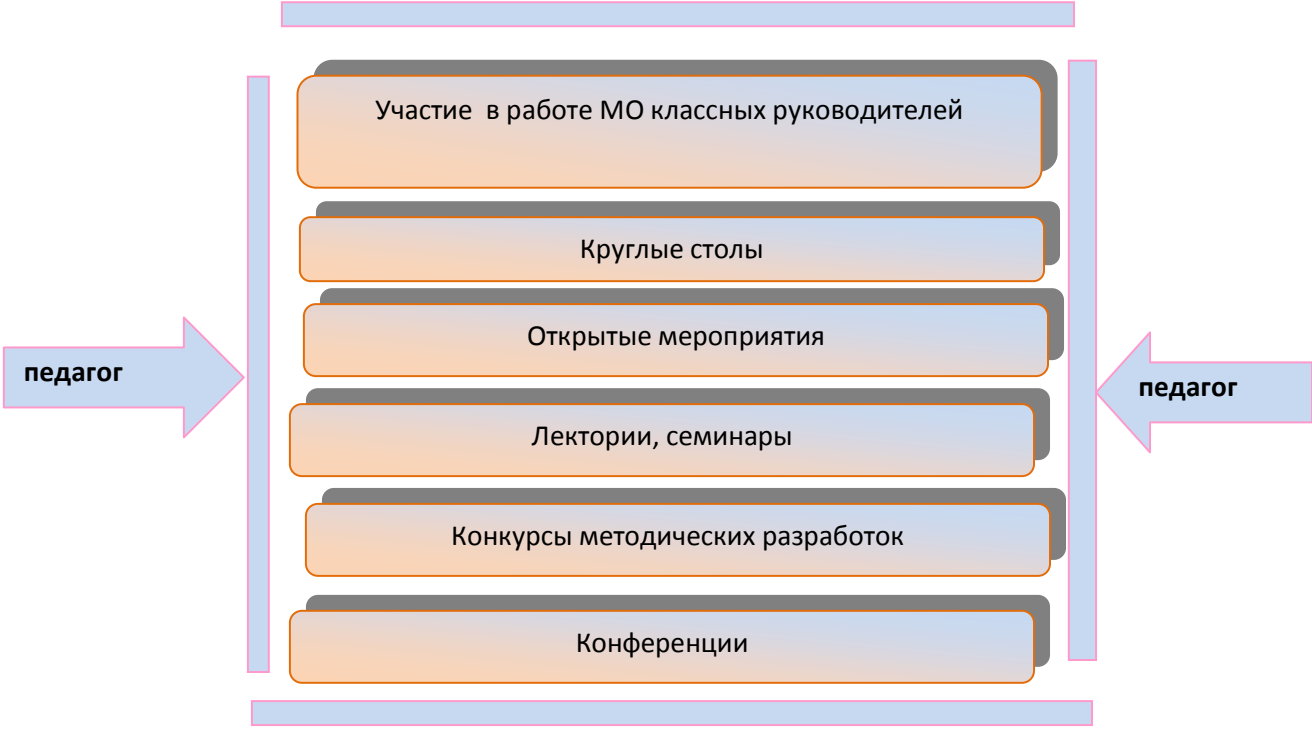 Участие в работе МО классных руководителей
Круглые столы
Открытые мероприятия
педагог
педагог
Лектории, семинары
Конкурсы методических разработок
Конференции